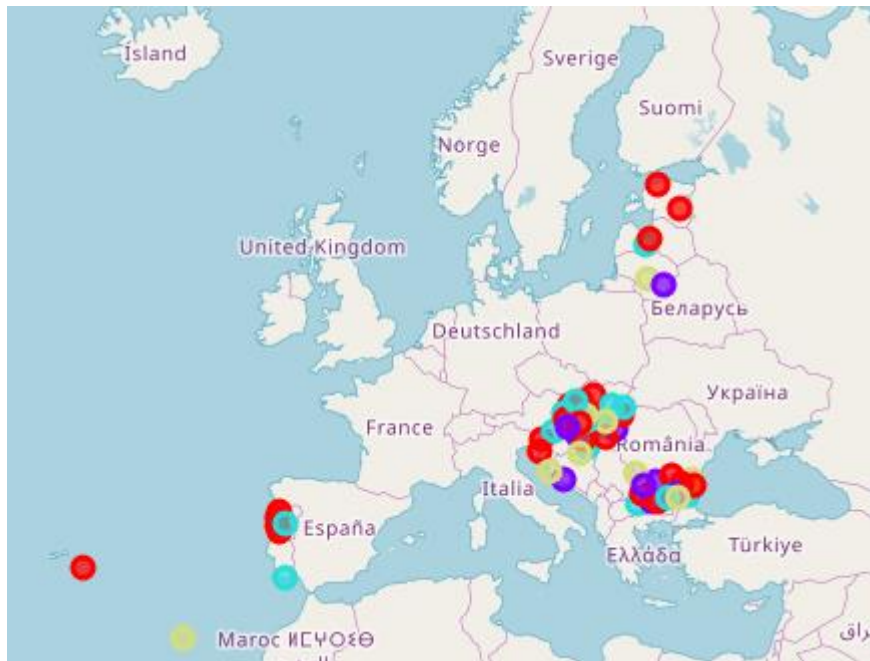 Ísland
Sverige
Suomi
Norge
United Kingdom
Беларусь
Deutschland
Україна
France
România
Italia
España
Ελλάδα
Türkiye
Maroc ⵍⵎⵖⵔⵉⴱ